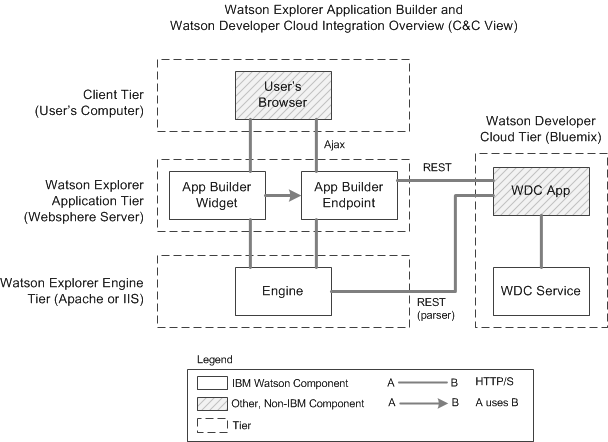 Watson Explorer Application Builder and
Watson Developer Cloud Integration Overview (C&C View)
Client Tier
(User's Computer)
User's
Browser
Ajax
Watson Developer
Cloud Tier (Bluemix)
REST
Watson Explorer
Application Tier
(Websphere Server)
App Builder
Widget
App Builder
Endpoint
WDC App
Watson Explorer Engine
Tier (Apache or IIS)
Engine
REST
(parser)
WDC Service
Legend
IBM Watson Component
A B HTTP/S
Other, Non-IBM Component
A B A uses B
Tier